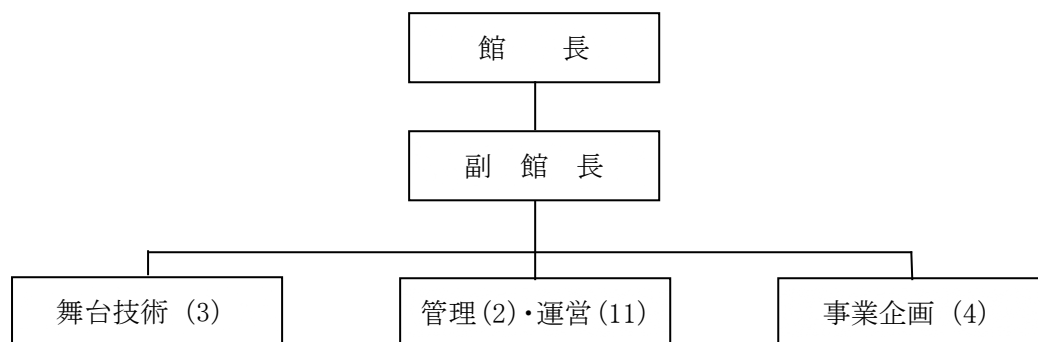 館　　長
副　館　長
舞台技術 (3)
管理(2)・運営(11)
事業企画 (4)